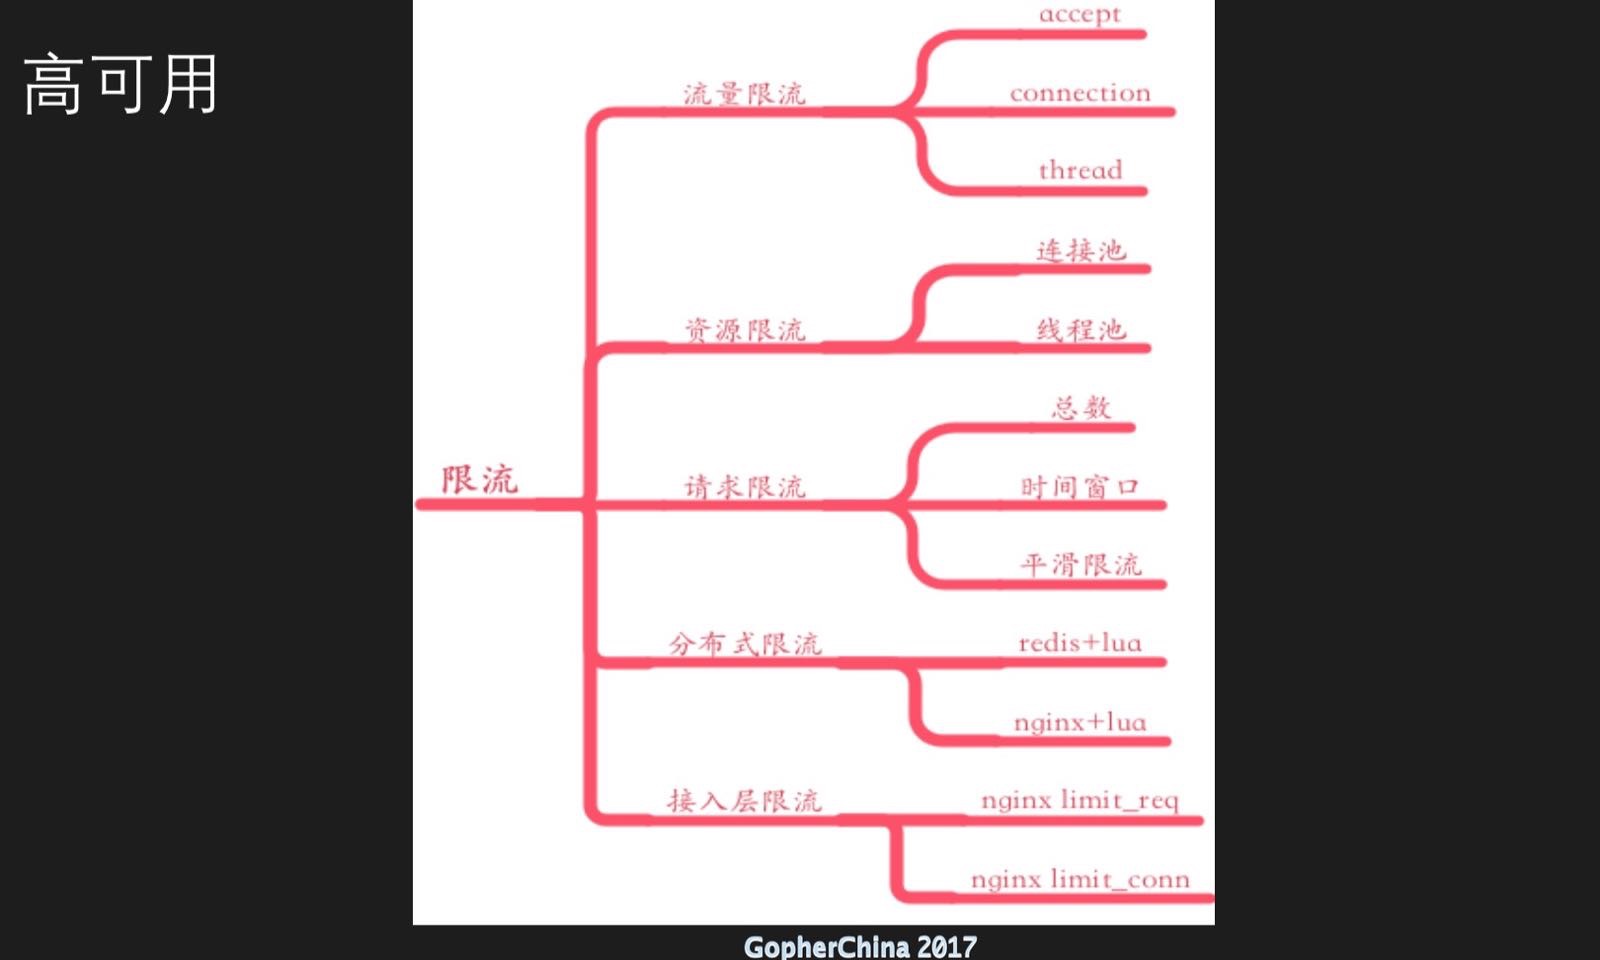 高可用
限流
流量限流
accept
connection
thread
资源限流
连接池
线程池
请求限流
总数
时间窗口
平滑限流
分布式限流
redis+lua
nginx+lua
接入层限流
nginx limit_req
nginx limit_conn
GopherChina 2017